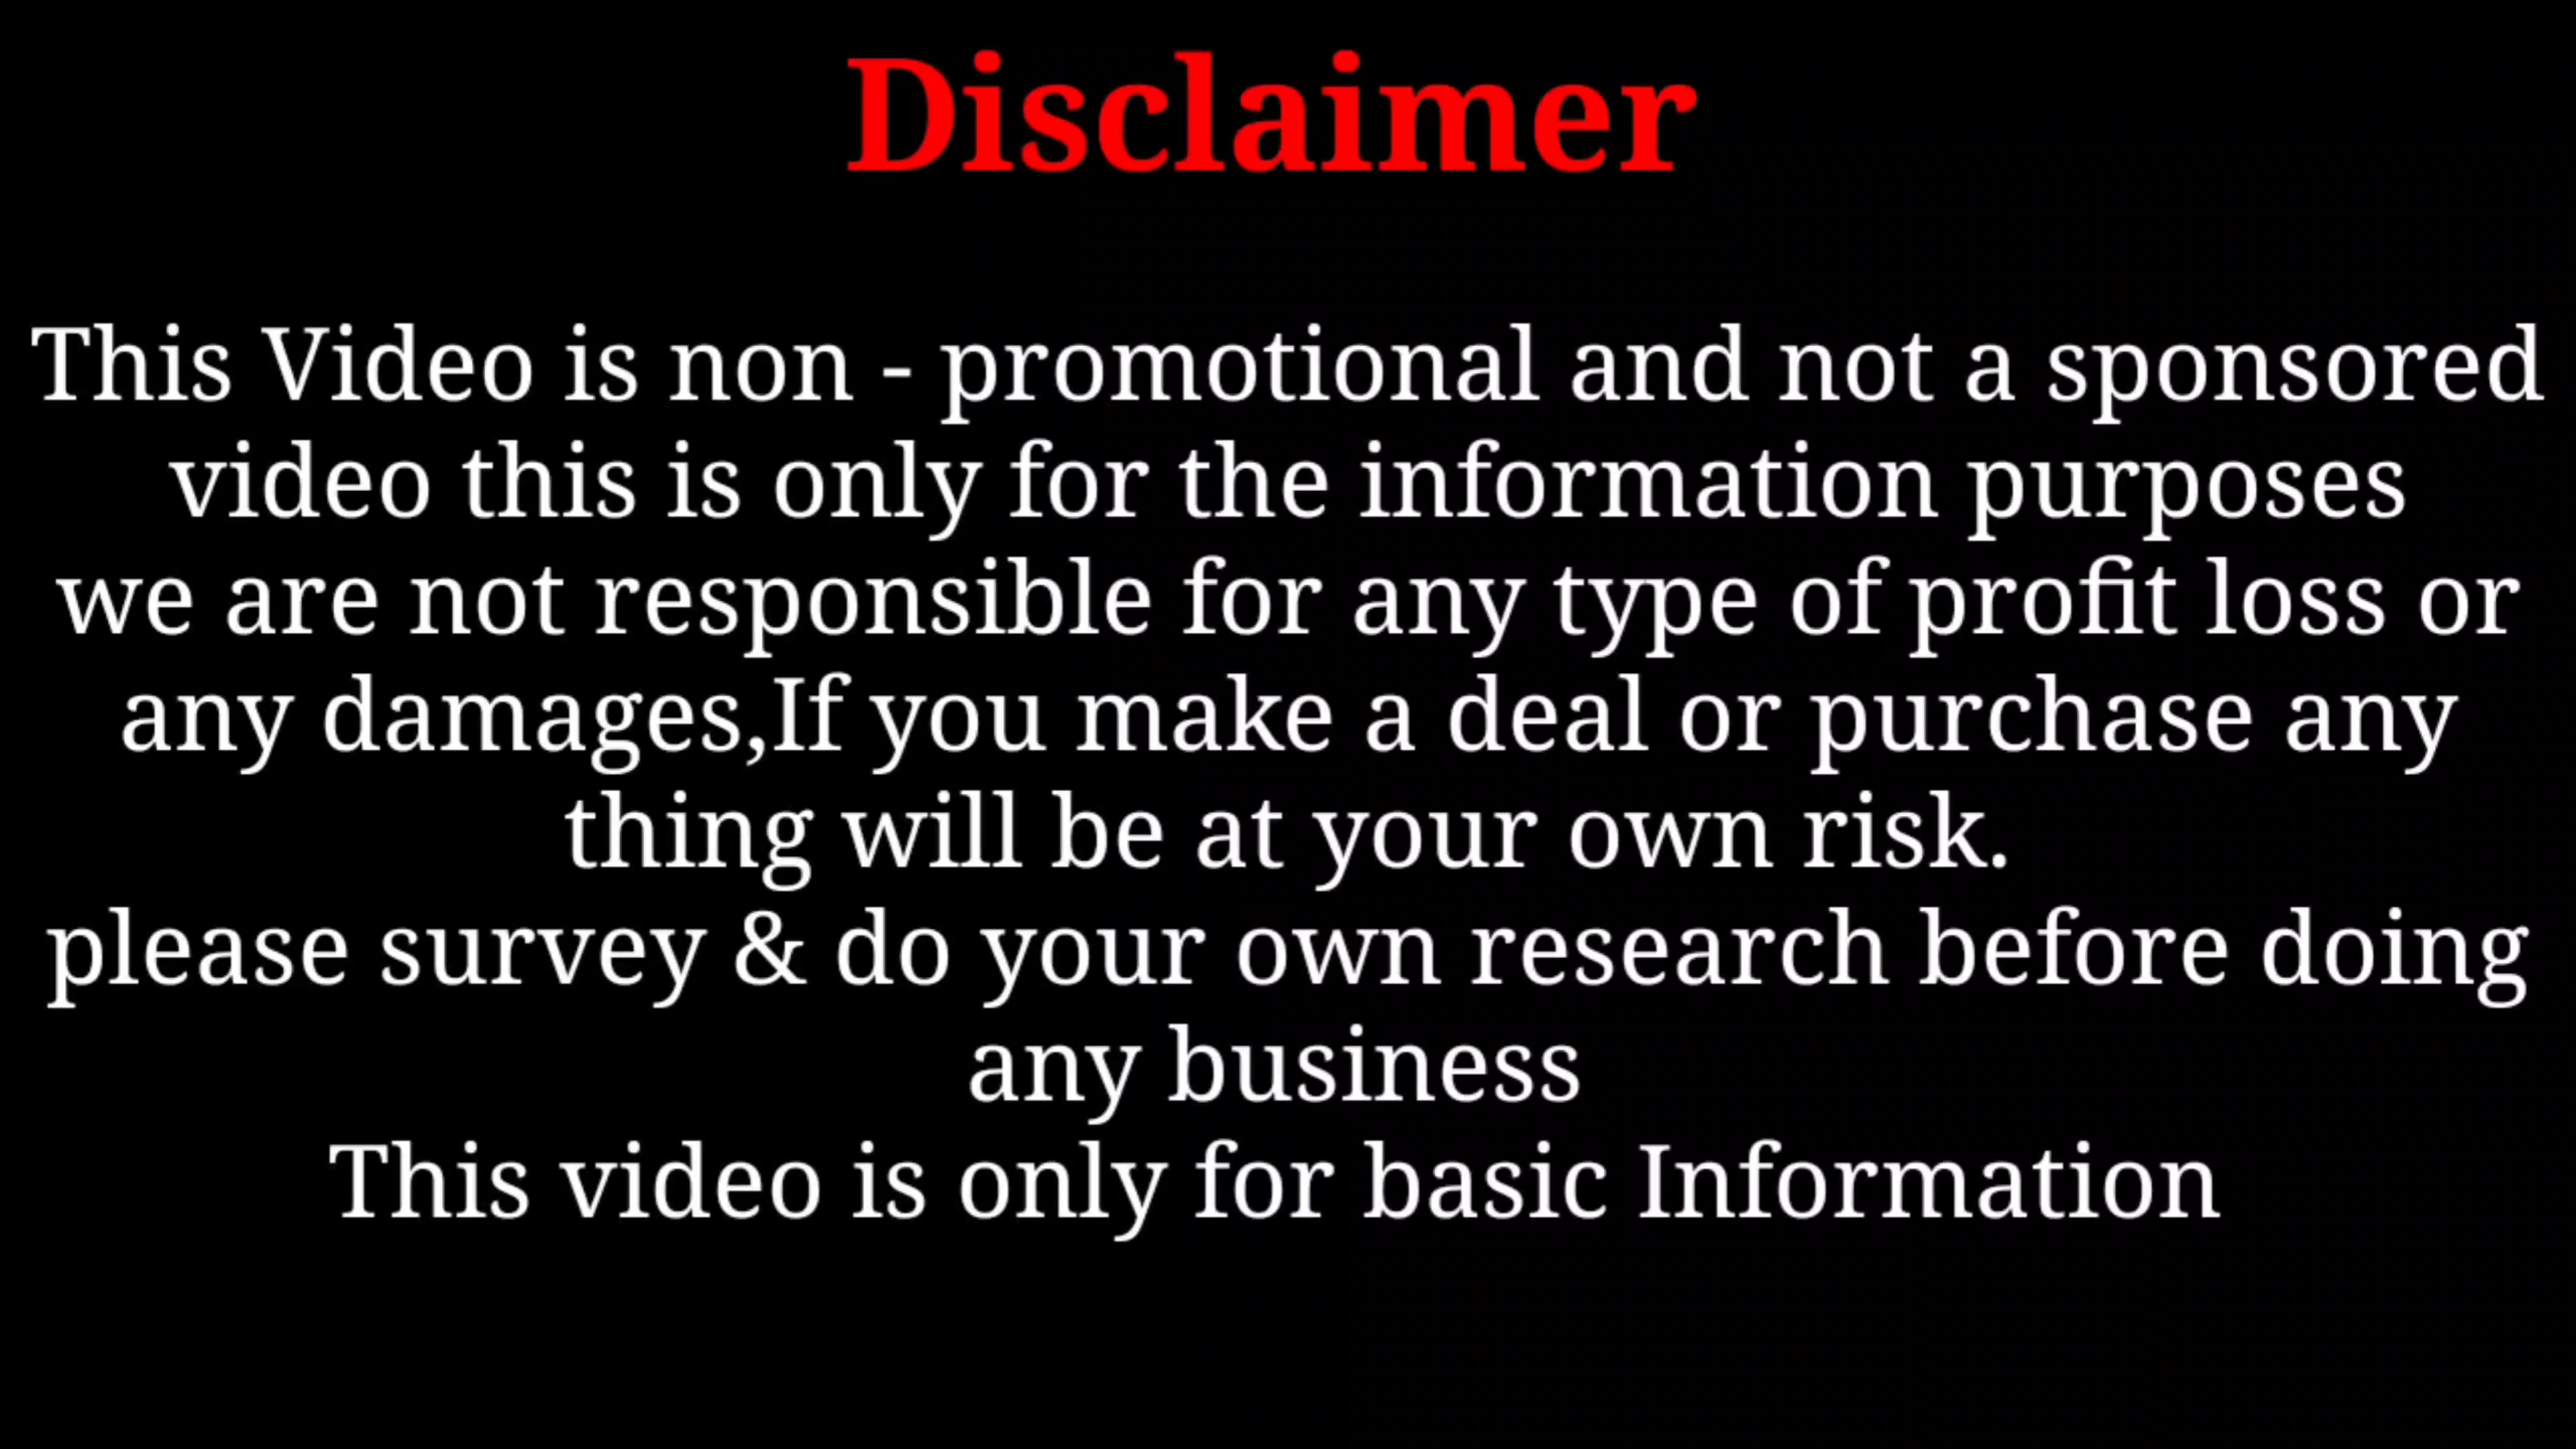 Disclaimer
This Video is non - promotional and not a sponsored
video this is only for the information purposes
we are not responsible for any type of profit loss or
any damages,If you make a deal or purchase any
thing will be at your own risk.
please survey & do your own research before doing
any business
This video is only for basic Information